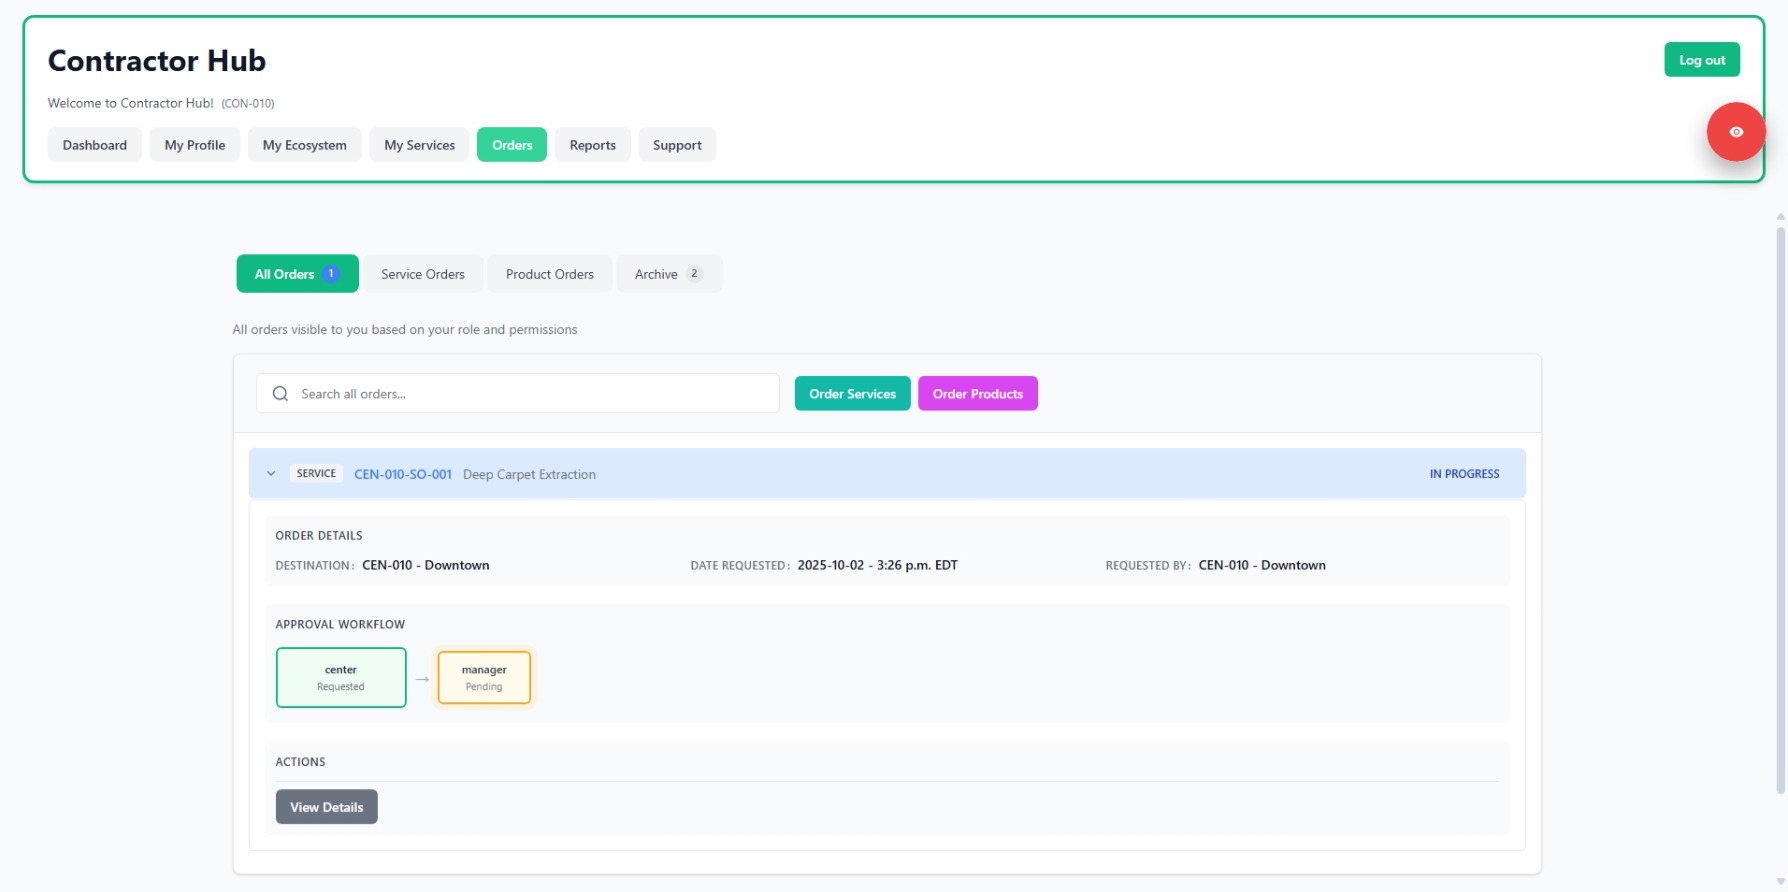 Contractor Hub
Log out
Welcome to Contractor Hub! (CON-010)
Dashboard
My Profile
My Ecosystem
My Services
Orders
Reports
Support
All Orders 1
Service Orders
Product Orders
Archive 2
All orders visible to you based on your role and permissions
Search all orders...
Order Services
Order Products
SERVICE CEN-010-SO-001 Deep Carpet Extraction IN PROGRESS
ORDER DETAILS
DESTINATION: CEN-010 - Downtown
DATE REQUESTED: 2025-10-02 - 3:26 p.m. EDT
REQUESTED BY: CEN-010 - Downtown
APPROVAL WORKFLOW
center
Requested
→
manager
Pending
ACTIONS
View Details